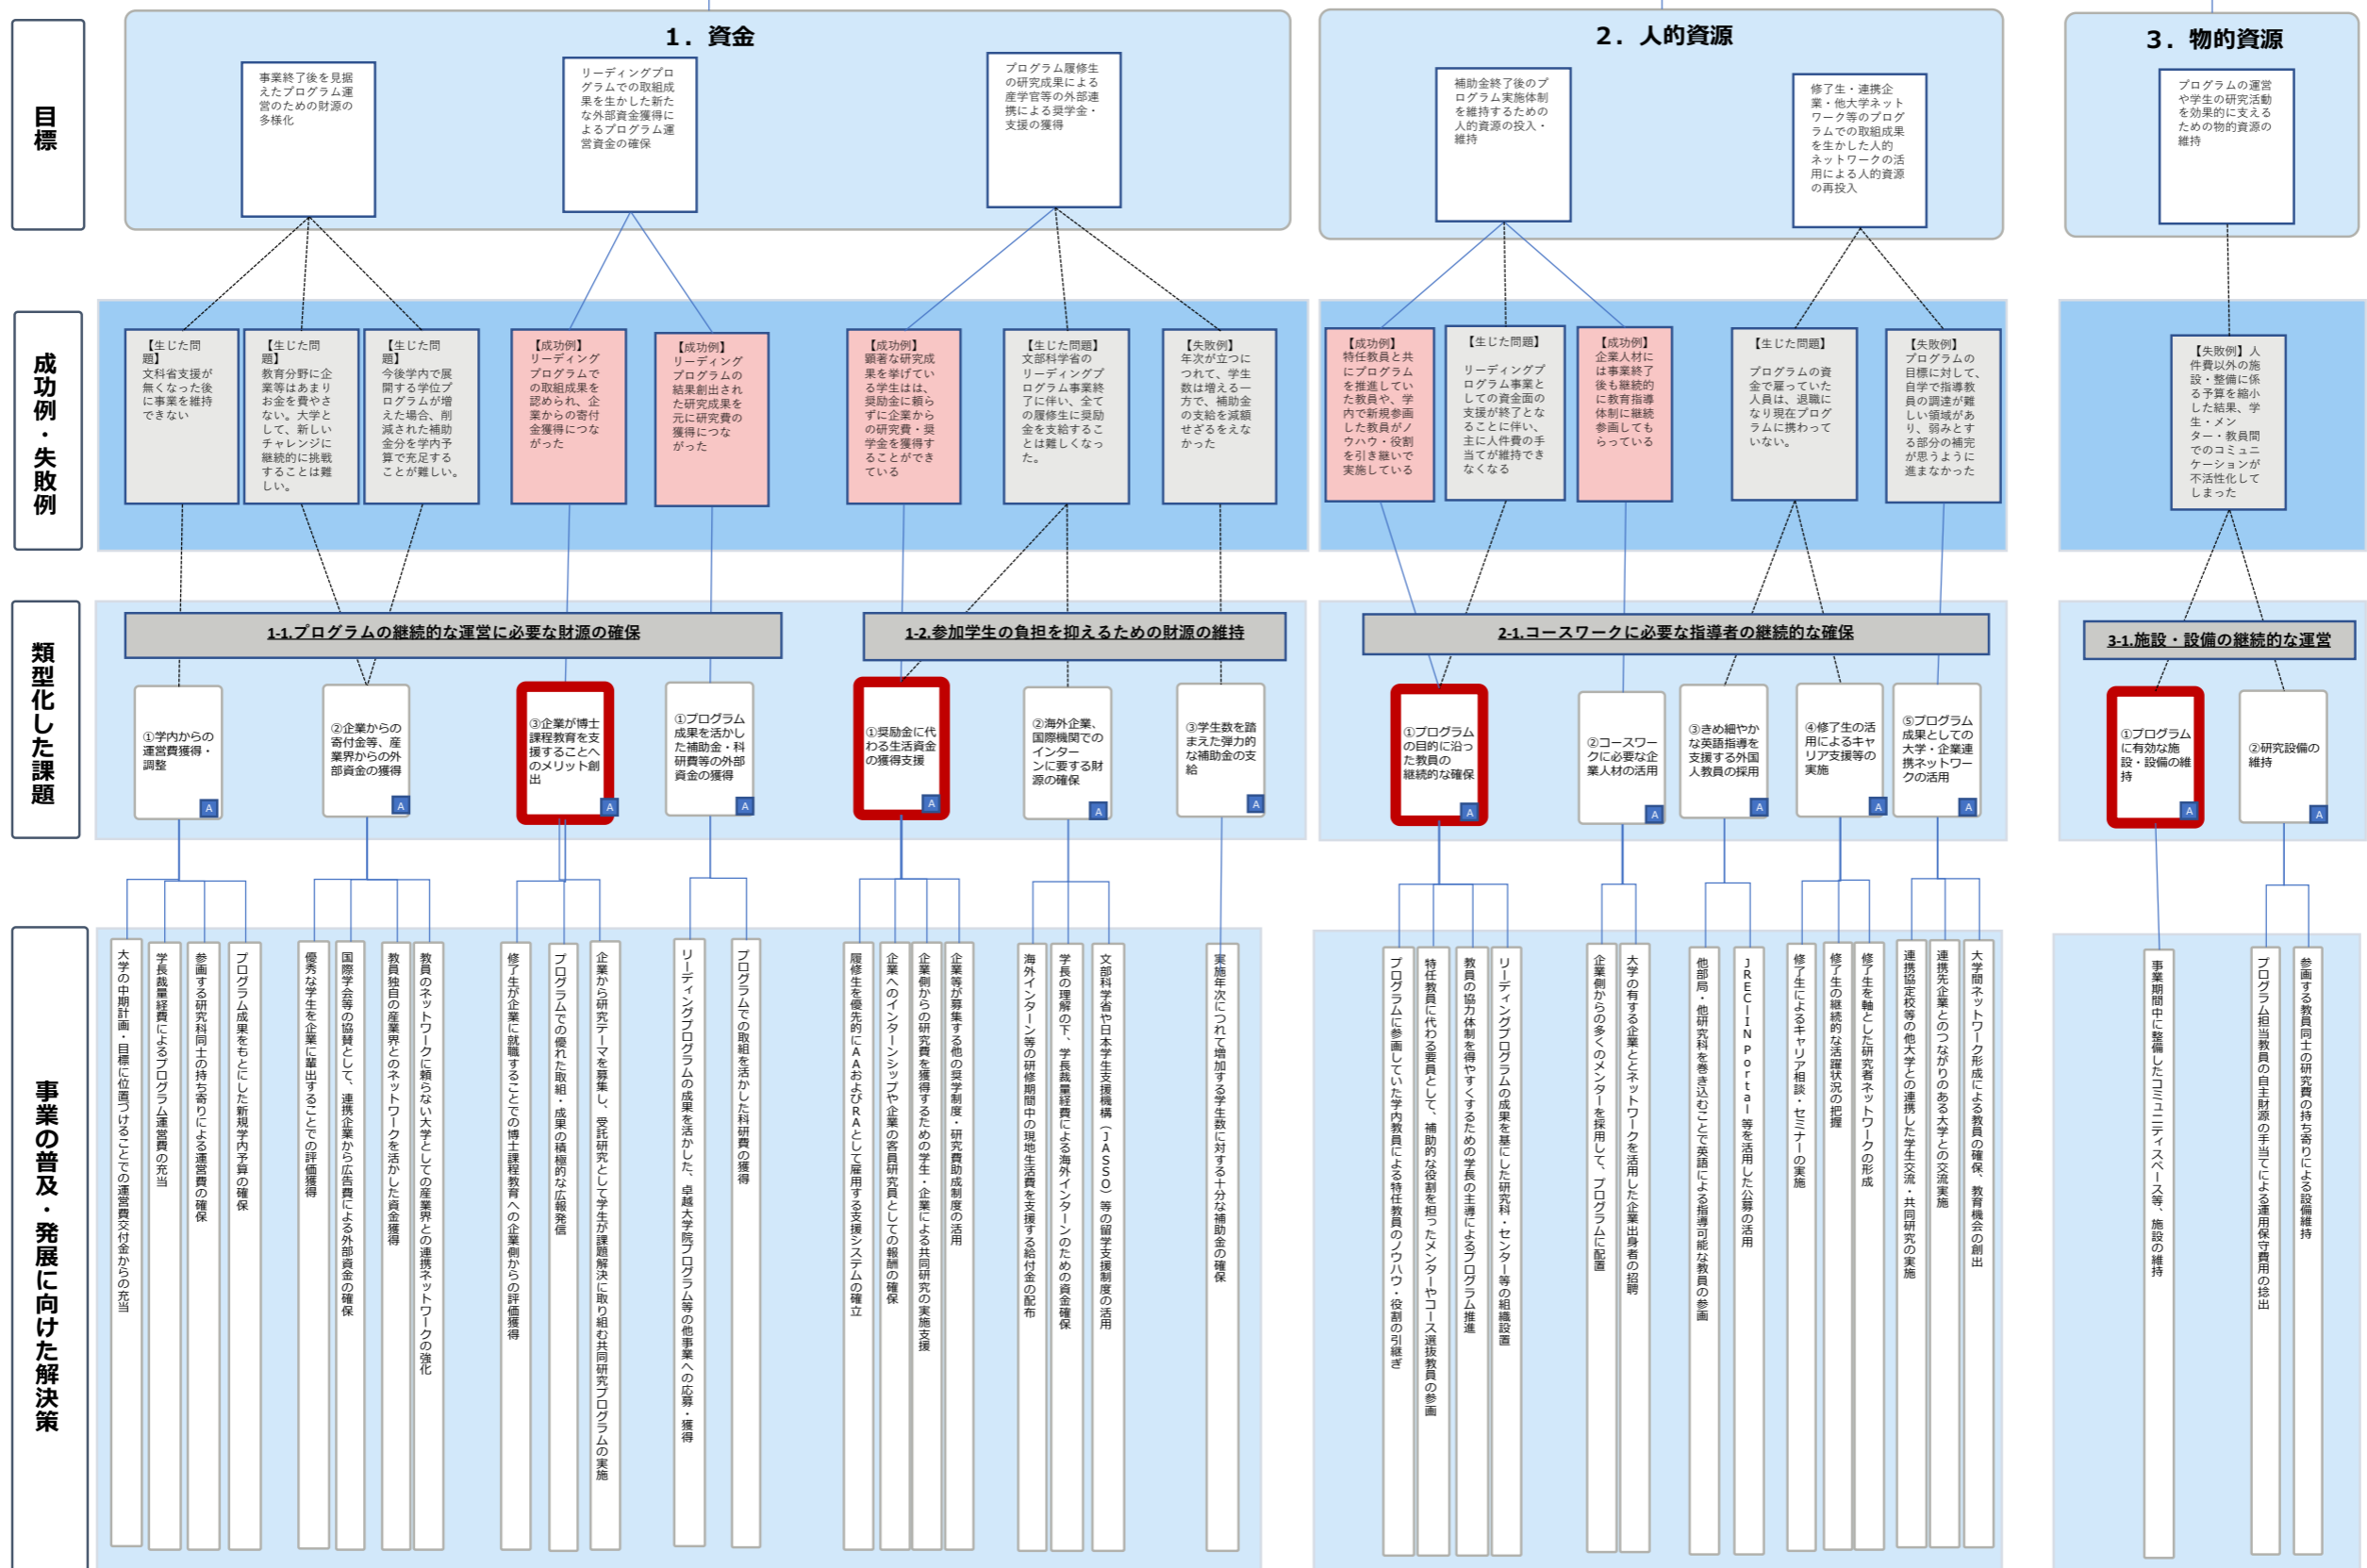 目標
1．資金
事業終了後を見据
えたプログラム運
営のための財源の
多様化
リーディングプロ
グラムでの取組成
果を生かした新た
な外部資金獲得に
よるプログラム運
営資金の確保
プログラム履修生
の研究成果による
産学官等の外部連
携による奨学金・
支援の獲得
2．人的資源
補助金終了後のプ
ログラム実施体制
を維持するための
人的資源の投入・
維持
修了生・連携企
業・他大学ネット
ワーク等のプログ
ラムでの取組成果
を生かした人的
ネットワークの活
用による人的資源
の再投入
3．物的資源
プログラムの運営
や学生の研究活動
を効果的に支える
ための物的資源の
維持
成功例・失敗例
【生じた問
題】
文科省支援が
無くなった後
に事業を維持
できない
【生じた問
題】
教育分野に企
業等はあまり
お金を費やさ
ない。大学と
して、新しい
チャレンジに
継続的に挑戦
することは難
しい。
【生じた問
題】
今後学内で展
開する学位プ
ログラムが増
えた場合、削
減された補助
金分を学内予
算で充足する
ことが難しい。
【成功例】
リーディング
プログラムで
の取組成果を
認められ、企
業からの寄付
金獲得につな
がった
【成功例】
リーディング
プログラムの
結果創出され
た研究成果を
元に研究費の
獲得につな
がった
【成功例】
顕著な研究成
果を挙げてい
る学生はは、
奨励金に頼ら
ずに企業から
の研究費・奨
学金を獲得す
ることができ
ている
【生じた問題】
文部科学省の
リーディングプ
ログラム事業終
了に伴い、全て
の履修生に奨励
金を支給するこ
とは難しくなっ
た。
【失敗例】
年次が立つに
つれて、学生
数は増える一
方で、補助金
の支給を減額
せざるをえな
かった
【成功例】
特任教員と共
にプログラム
を推進してい
た教員や、学
内で新規参画
した教員がノ
ウハウ・役割
を引き継いで
実施している
【生じた問題】
リーディングプ
ログラム事業と
しての資金面の
支援が終了とな
ることに伴い、
主に人件費の手
当てが維持でき
なくなる
【成功例】
企業人材に
は事業終了
後も継続的
に教育指導
体制に継続
参画しても
らっている
【生じた問題】
プログラムの資
金で雇っていた
人員は、退職に
なり現在プログ
ラムに携わって
いない。
【失敗例】
プログラムの
目標に対して、
自学で指導教
員の調達が難
しい領域があ
り、弱みとす
る部分の補完
が思うように
進まなかった
【失敗例】人
件費以外の施
設・整備に係
る予算を縮小
した結果、学
生・メン
ター・教員間
でのコミュニ
ケーションが
不活性化して
しまった
類型化した課題
1-1.プログラムの継続的な運営に必要な財源の確保
1-2.参加学生の負担を抑えるための財源の維持
2-1.コースワークに必要な指導者の継続的な確保
3-1.施設・設備の継続的な運営
①学内からの
運営費獲得・
調整
A
②企業からの
寄付金等、産
業界からの外
部資金の獲得
A
③企業が博士
課程教育を支
援することへ
のメリット創
出
A
①プログラム
成果を活かし
た補助金・科
研費等の外部
資金の獲得
A
①奨励金に代
わる生活資金
の獲得支援
A
②海外企業、
国際機関での
インター
ンに要する財
源の確保
A
③学生数を踏
まえた弾力的
な補助金の支
給
A
①プログラム
の目的に沿っ
た教員の
継続的な確保
A
②コースワー
クに必要な企
業人材の活用
A
③きめ細やか
な英語指導を
支援する外国
人教員の採用
A
④修了生の活
用によるキャ
リア支援等の
実施
A
⑤プログラム
成果としての
大学・企業連
携ネットワー
クの活用
A
①プログラム
に有効な施
設・設備の維
持
A
②研究設備の
維持
A
事業の普及・発展に向けた解決策
大学の中期計画・目標に位置づけることでの運営費交付金からの充当
学長裁量経費によるプログラム運営費の充当
参画する研究科同士の持ち寄りによる運営費の確保
プログラム成果をもとにした新規学内予算の確保
優秀な学生を企業に輩出することでの評価獲得
国際学会等の協賛として、連携企業から広告費による外部資金の確保
教員独自の産業界とのネットワークを活かした資金獲得
教員のネットワークに頼らない大学としての産業界との連携ネットワークの強化
修了生が企業に就職することでの博士課程教育への企業側からの評価獲得
プログラムでの優れた取組・成果の積極的な広報発信
企業から研究テーマを募集し、受託研究として学生が課題解決に取り組む共同研究プログラムの実施
リーディングプログラムの成果を活かした、卓越大学院プログラム等の他事業への応募・獲得
プログラムでの取組を活かした科研費の獲得
履修生を優先的にAAおよびRAとして雇用する支援システムの確立
企業へのインターンシップや企業の客員研究員としての報酬の確保
企業側からの研究費を獲得するための学生・企業による共同研究の実施支援
企業等が募集する他の奨学制度・研究費助成制度の活用
海外インターン等の研修期間中の現地生活費を支援する給付金の配布
学長の理解の下、学長裁量経費による海外インターンのための資金確保
文部科学省や日本学生支援機構（JASSO）等の留学支援制度の活用
実施年次につれて増加する学生数に対する十分な補助金の確保
プログラムに参画していた学内教員による特任教員のノウハウ・役割の引継ぎ
特任教員に代わる要員として、補助的な役割を担ったメンターやコース選抜教員の参画
教員の協力体制を得やすくするための学長の主導によるプログラム推進
リーディングプログラムの成果を基にした研究科・センター等の組織設置
企業側からの多くのメンターを採用して、プログラムに配置
大学の有する企業ととネットワークを活用した企業出身者の招聘
他部局・他研究科を巻き込むことで英語による指導可能な教員の参画
JREC-IN Portal 等を活用した公募の活用
修了生によるキャリア相談・セミナーの実施
修了生の継続的な活躍状況の把握
修了生を軸とした研究者ネットワークの形成
連携協定校等の他大学との連携した学生交流・共同研究の実施
連携先企業とのつながりのある大学との交流実施
大学間ネットワーク形成による教員の確保、教育機会の創出
事業期間中に整備したコミュニティスペース等、施設の維持
プログラム担当教員の自主財源の手当てによる運用保守費用の捻出
参画する教員同士の研究費の持ち寄りによる設備維持